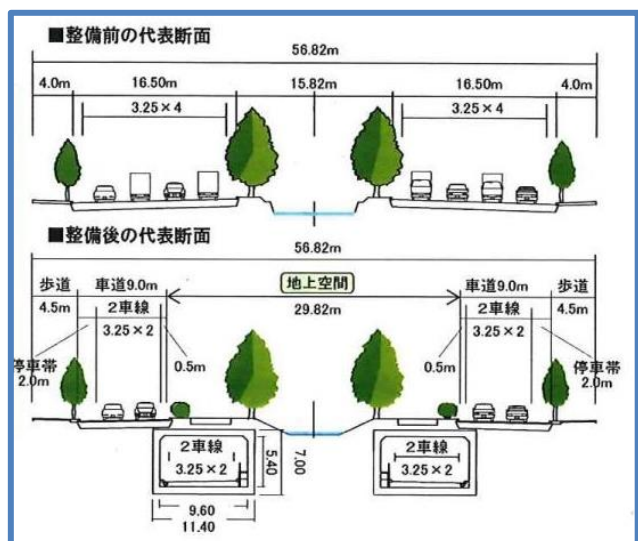 ■整備前の代表断面
56.82m
4.0m 16.50m 15.82m 16.50m 4.0m
3.25×4 3.25×4
■整備後の代表断面
56.82m
歩道 車道9.0m 地上空間 車道9.0m 歩道
4.5m 2車線 29.82m 2車線 4.5m
3.25×2 3.25×2
停車帯 0.5m 0.5m 停車帯
2.0m 2.0m
2車線 2車線
3.25×2 5.40 7.00 3.25×2
9.60
11.40